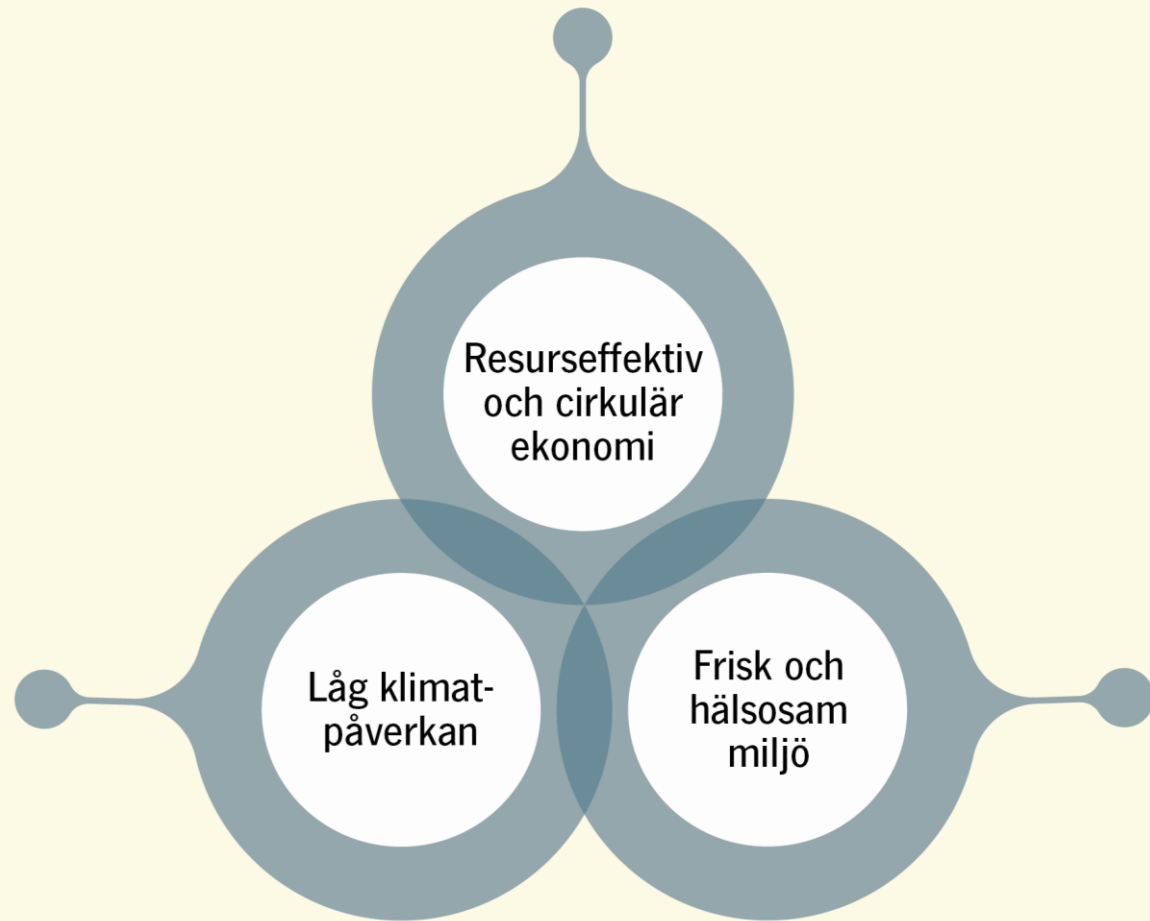 Resurseffektiv
och cirkulär
ekonomi
Låg klimat-
påverkan
Frisk och
hälsosam
miljö